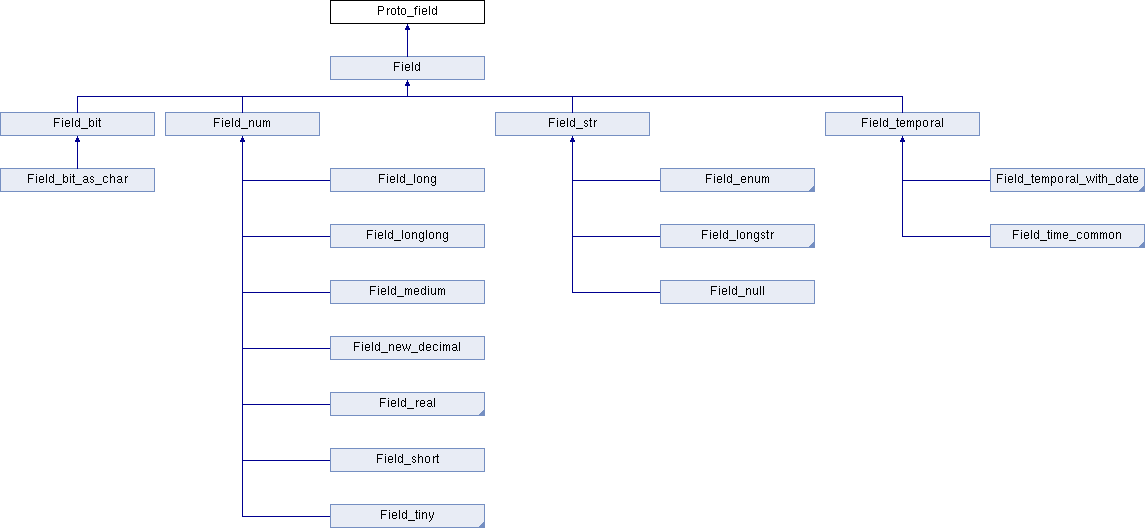 Proto_field
Field
Field_bit
Field_num
Field_str
Field_temporal
Field_bit_as_char
Field_long
Field_enum
Field_temporal_with_date
Field_longlong
Field_longstr
Field_time_common
Field_medium
Field_null
Field_new_decimal
Field_real
Field_short
Field_tiny